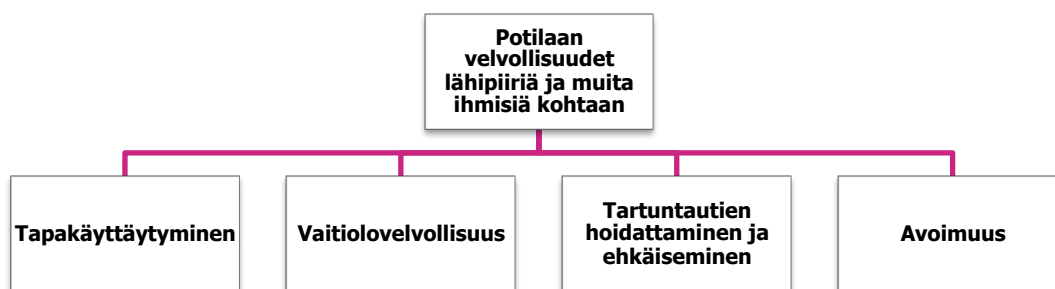 Potilaan
velvollisuudet
lähipiiriä ja muita
ihmisiä kohtaan
Tapakäyttäytyminen
Vaitiolovelvollisuus
Tartuntautien
hoidattaminen ja
ehkäiseminen
Avoimuus